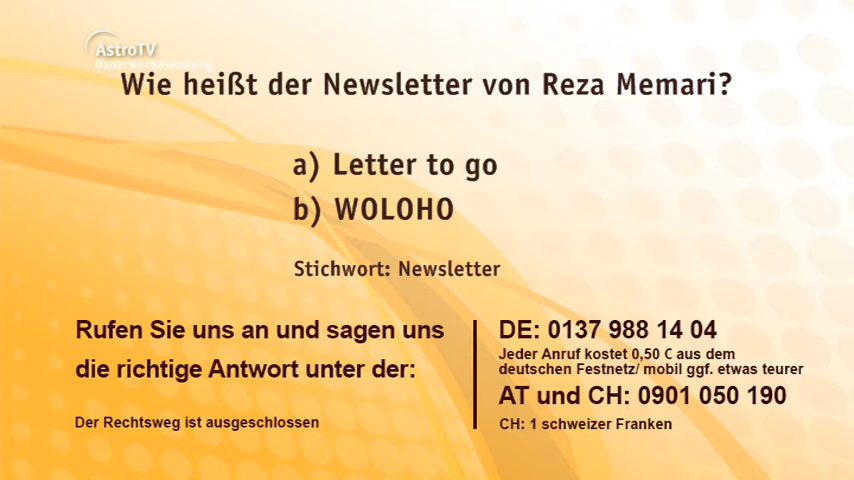 AstroTV
Dauerwerbesendung
Wie heißt der Newsletter von Reza Memari?
a) Letter to go
b) WOLOHO
Stichwort: Newsletter
Rufen Sie uns an und sagen uns
die richtige Antwort unter der:
Der Rechtsweg ist ausgeschlossen
DE: 0137 988 14 04
Jeder Anruf kostet 0,50 € aus dem
deutschen Festnetz/ mobil ggf. etwas teurer
AT und CH: 0901 050 190
CH: 1 schweizer Franken